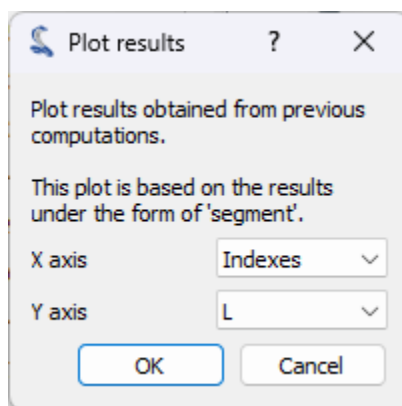 Plot results ?
Plot results obtained from previous
computations.
This plot is based on the results
under the form of 'segment'.
X axis Indexes
Y axis L
OK Cancel